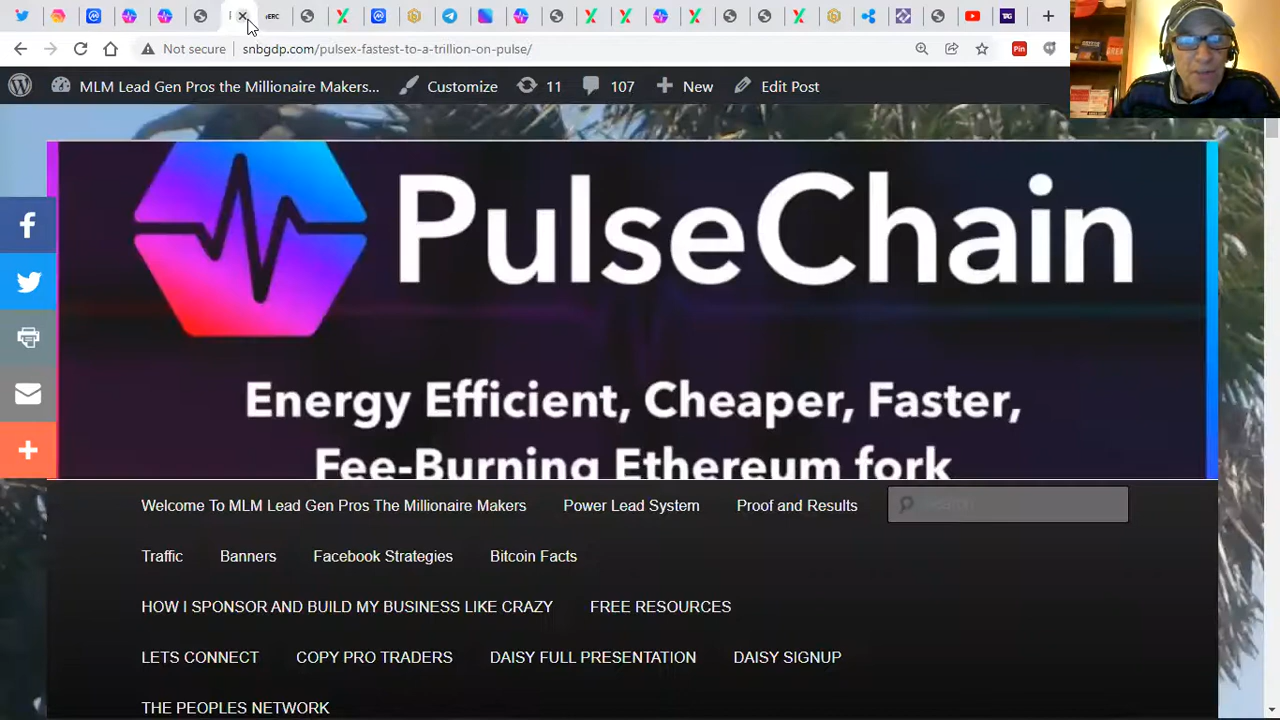 ERC
Not secure
snbgdp.com/pulsex-fastest-to-a-trillion-on-pulse/
Pin
MLM Lead Gen Pros the Millionaire Makers...
Customize
11
107
New
Edit Post
PulseChain
Energy Efficient, Cheaper, Faster,
Fee-Burning Ethereum fork
Welcome To MLM Lead Gen Pros The Millionaire Makers
Power Lead System
Proof and Results
Traffic
Banners
Facebook Strategies
Bitcoin Facts
HOW I SPONSOR AND BUILD MY BUSINESS LIKE CRAZY
FREE RESOURCES
LETS CONNECT
COPY PRO TRADERS
DAISY FULL PRESENTATION
DAISY SIGNUP
THE PEOPLES NETWORK